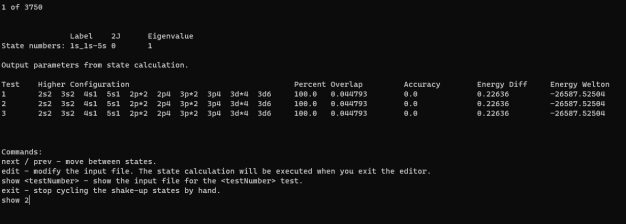 1 of 3750
Label 2J Eigenvalue
State numbers: 1s_1s-5s 0 1
Output parameters from state calculation.
Test Higher Configuration Percent Overlap Accuracy Energy Diff Energy Welton
1 2s2 3s2 4s1 5s1 2p*2 2p4 3p*2 3p4 3d*4 3d6 100.0 0.044793 0.0 0.22636 -26587.52504
2 2s2 3s2 4s1 5s1 2p*2 2p4 3p*2 3p4 3d*4 3d6 100.0 0.044793 0.0 0.22636 -26587.52504
3 2s2 3s2 4s1 5s1 2p*2 2p4 3p*2 3p4 3d*4 3d6 100.0 0.044793 0.0 0.22636 -26587.52504
Commands:
next / prev - move between states.
edit - modify the input file. The state calculation will be executed when you exit the editor.
show <testNumber> - show the input file for the <testNumber> test.
exit - stop cycling the shake-up states by hand.
show 2